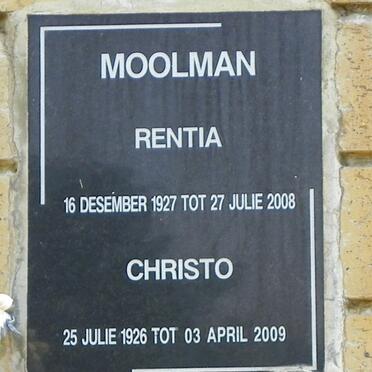 MOOLMAN
RENTIA
16 DESEMBER 1927 TOT 27 JULIE 2008
CHRISTO
25 JULIE 1926 TOT 03 APRIL 2009